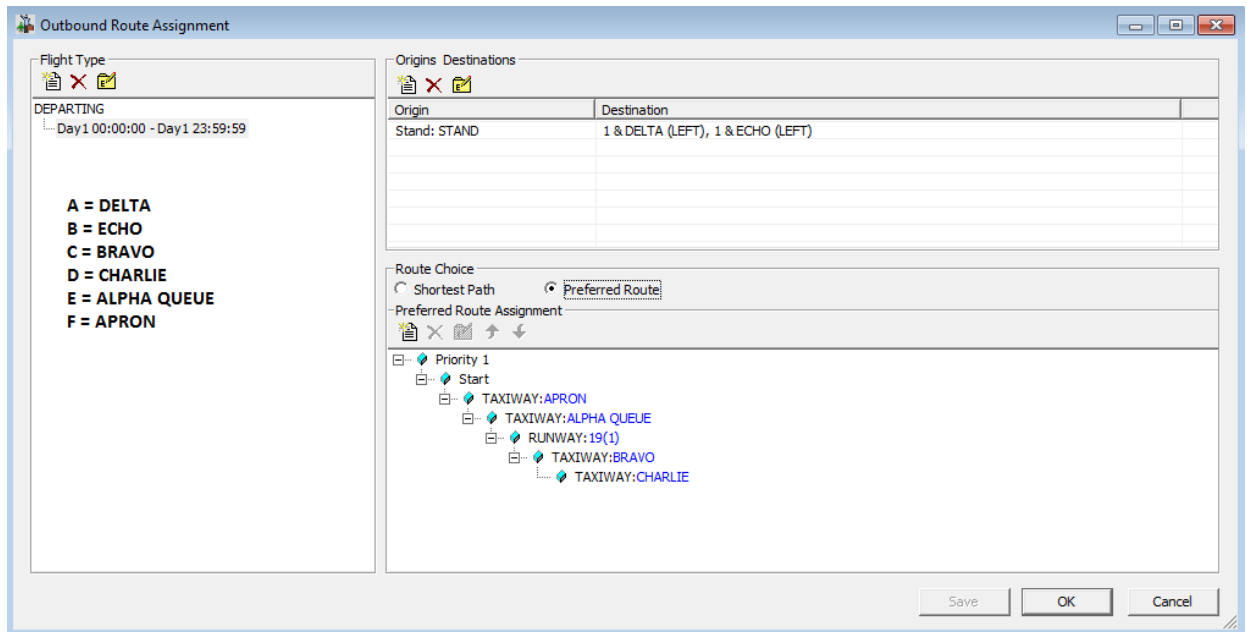 Outbound Route Assignment
Flight Type
DEPARTING
Day1 00:00:00 - Day1 23:59:59
A = DELTA
B = ECHO
C = BRAVO
D = CHARLIE
E = ALPHA QUEUE
F = APRON
Origins Destinations
Origin Destination
Stand: STAND 1 & DELTA (LEFT), 1 & ECHO (LEFT)
Route Choice
Shortest Path Preferred Route
Preferred Route Assignment
Priority 1
Start
TAXIWAY:APRON
TAXIWAY:ALPHA QUEUE
RUNWAY:19(1)
TAXIWAY:BRAVO
TAXIWAY:CHARLIE
Save OK Cancel